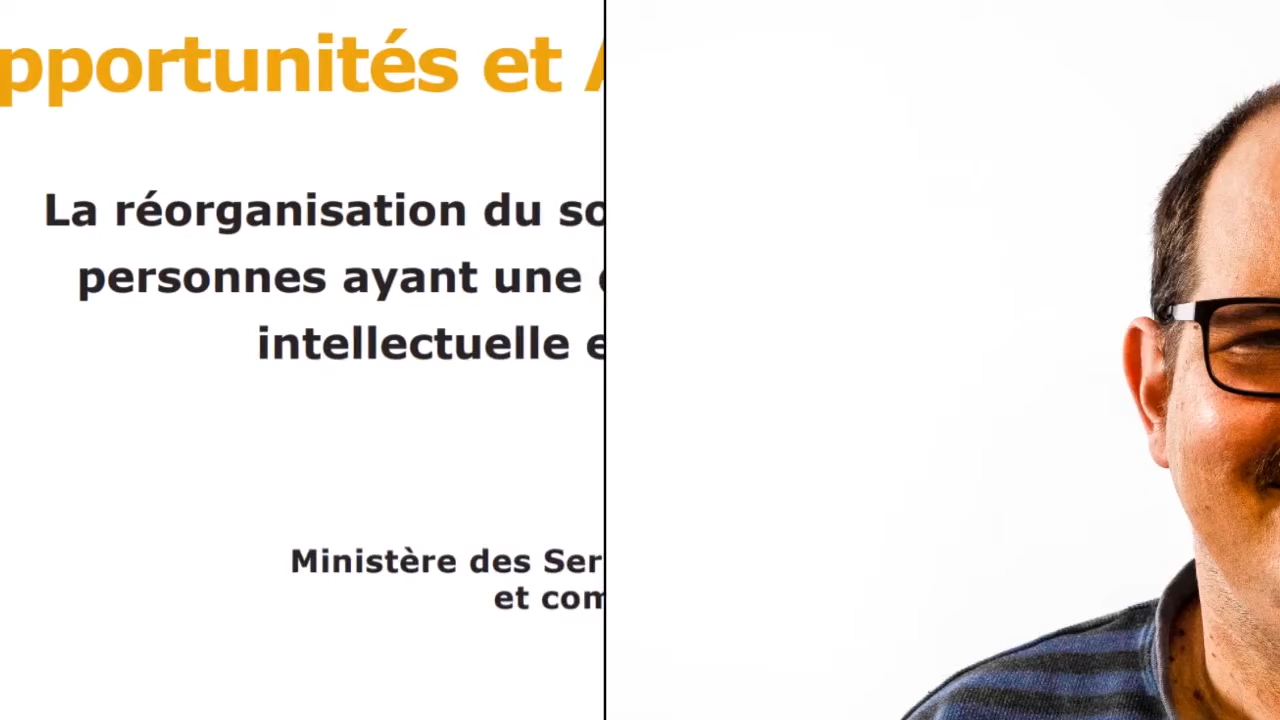 pportunités et
La réorganisation du so
personnes ayant une
intellectuelle e
Ministère des Ser
et com